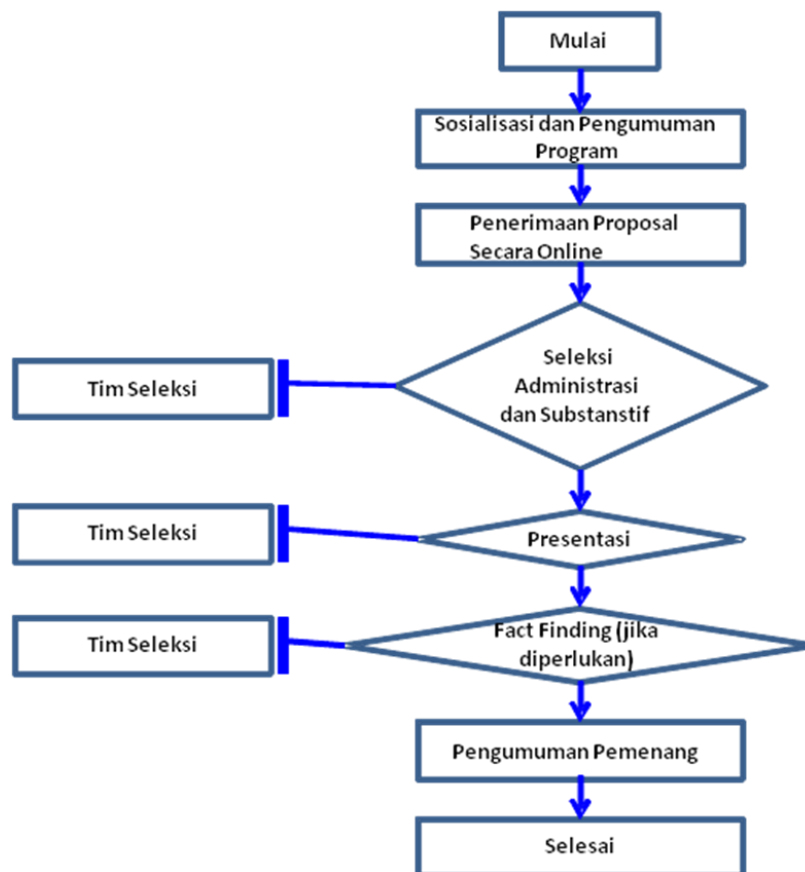 Mulai
Sosialisasi dan Pengumuman
Program
Penerimaan Proposal
Secara Online
Seleksi
Administrasi
dan Substanstif
Tim Seleksi
Presentasi
Tim Seleksi
Fact Finding (jika
diperlukan)
Tim Seleksi
Pengumuman Pemenang
Selesai